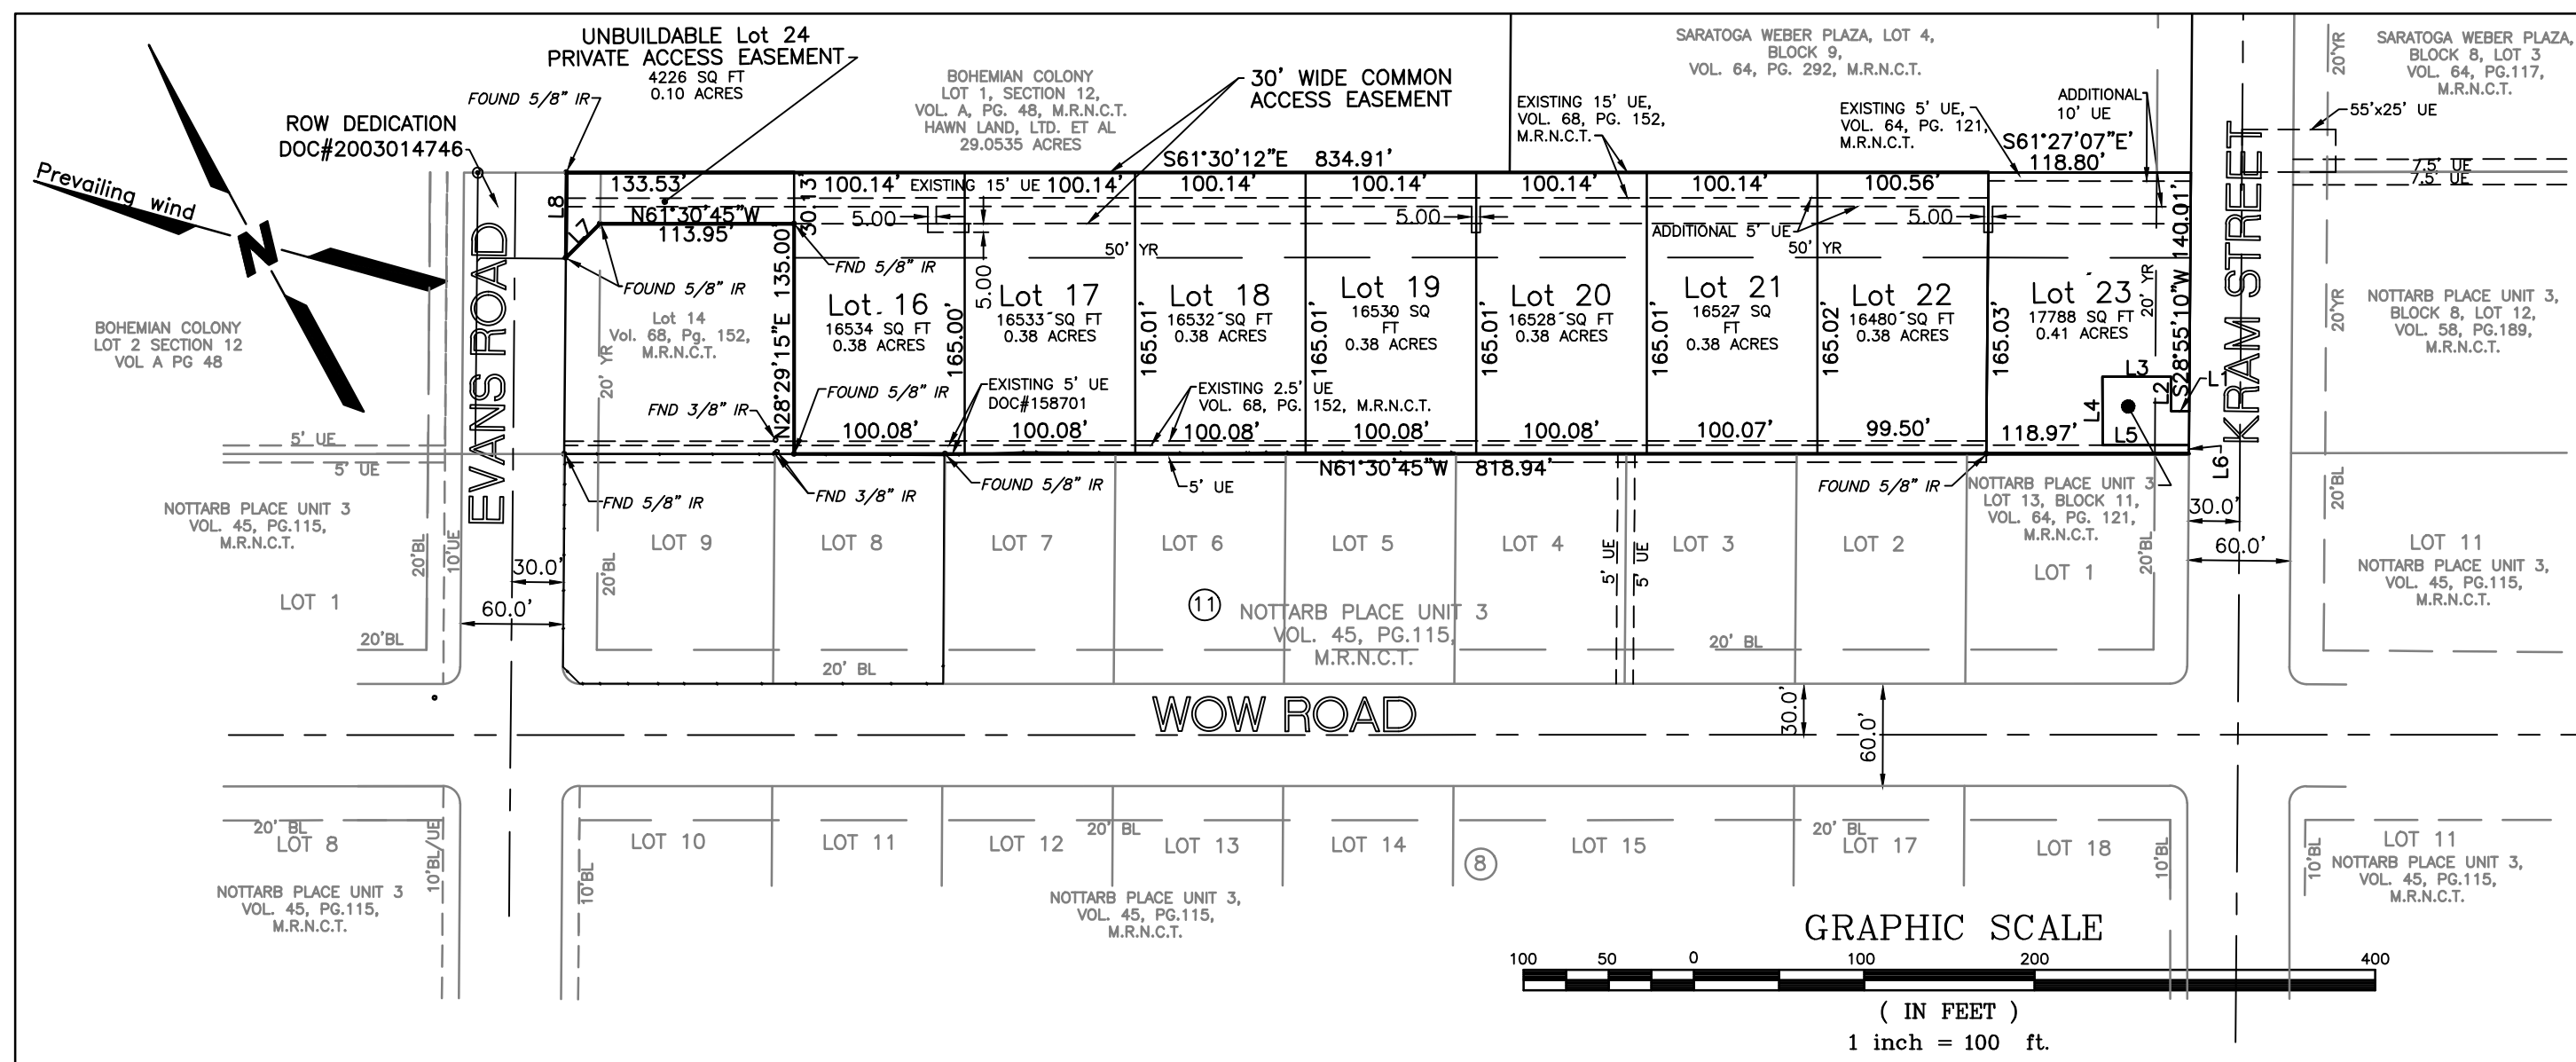 UNBUILDABLE Lot 24
PRIVATE ACCESS EASEMENT
4226 SQ FT
0.10 ACRES
FOUND 5/8" IR
ROW DEDICATION
DOC#2003014746
Prevailing wind
N
BOHEMIAN COLONY
LOT 1, SECTION 12,
VOL. A, PG. 48, M.R.N.C.T.
HAWN LAND, LTD. ET AL
29.0535 ACRES
30' WIDE COMMON
ACCESS EASEMENT
SARATOGA WEBER PLAZA, LOT 4,
BLOCK 9,
VOL. 64, PG. 292, M.R.N.C.T.
EXISTING 15' UE,
VOL. 68, PG. 152,
M.R.N.C.T.
EXISTING 5' UE,
VOL. 64, PG. 121,
M.R.N.C.T.
ADDITIONAL
10' UE
S61°27'07"E'
118.80'
20'YR
SARATOGA WEBER PLAZA,
BLOCK 8, LOT 3
VOL. 64, PG.117,
M.R.N.C.T.
55'x25' UE
7.5' UE
7.5' UE
S61°30'12"E 834.91'
133.53'
100.14'
EXISTING 15' UE
100.14'
100.14'
100.14'
100.14'
100.14'
100.56'
L8
L7
N61°30'45"W
113.95'
30.13'
5.00
5.00
5.00
5.00
ADDITIONAL 5' UE
50' YR
50' YR
FND 5/8" IR
FOUND 5/8" IR
BOHEMIAN COLONY
LOT 2 SECTION 12
VOL A PG 48
EVANS ROAD
20' YR
Lot 14
Vol. 68, Pg. 152,
M.R.N.C.T.
N28°29'15"E 135.00'
Lot 16
16534 SQ FT
0.38 ACRES
165.00'
Lot 17
16533 SQ FT
0.38 ACRES
165.01'
Lot 18
16532 SQ FT
0.38 ACRES
165.01'
Lot 19
16530 SQ
FT
0.38 ACRES
165.01'
Lot 20
16528 SQ FT
0.38 ACRES
165.01'
Lot 21
16527 SQ
FT
0.38 ACRES
165.02'
Lot 22
16480 SQ FT
0.38 ACRES
165.03'
Lot 23
17788 SQ FT
0.41 ACRES
20' YR
S28°55'10"W 140.01'
KRAM STREET
20'YR
NOTTARB PLACE UNIT 3,
BLOCK 8, LOT 12,
VOL. 58, PG.189,
M.R.N.C.T.
L3
L2
L1
L4
L5
L6
FOUND 5/8" IR
FND 3/8" IR
EXISTING 5' UE
DOC#158701
EXISTING 2.5' UE
VOL. 68, PG. 152, M.R.N.C.T.
100.08'
100.08'
100.08'
100.08'
100.08'
100.07'
99.50'
118.97'
5' UE
5' UE
N61°30'45"W 818.94'
FND 5/8" IR
FND 3/8" IR
FOUND 5/8" IR
5' UE
FOUND 5/8" IR
NOTTARB PLACE UNIT 3
LOT 13, BLOCK 11,
VOL. 64, PG. 121,
M.R.N.C.T.
NOTTARB PLACE UNIT 3
VOL. 45, PG.115,
M.R.N.C.T.
LOT 1
20'BL
10'UE
20'BL
30.0'
60.0'
20'BL
LOT 9
LOT 8
LOT 7
LOT 6
LOT 5
LOT 4
5' UE
5' UE
LOT 3
LOT 2
LOT 1
20'BL
30.0'
60.0'
20'BL
LOT 11
NOTTARB PLACE UNIT 3,
VOL. 45, PG.115,
M.R.N.C.T.
11
NOTTARB PLACE UNIT 3
VOL. 45, PG.115,
M.R.N.C.T.
20' BL
20' BL
WOW ROAD
30.0'
60.0'
20' BL
LOT 8
10'BL/UE
10'BL
LOT 10
LOT 11
LOT 12
20' BL
LOT 13
LOT 14
8
LOT 15
20' BL
LOT 17
LOT 18
10'BL
10'BL
LOT 11
NOTTARB PLACE UNIT 3,
VOL. 45, PG.115,
M.R.N.C.T.
NOTTARB PLACE UNIT 3
VOL. 45, PG.115,
M.R.N.C.T.
NOTTARB PLACE UNIT 3,
VOL. 45, PG.115,
M.R.N.C.T.
GRAPHIC SCALE
100 50 0 100 200 400
( IN FEET )
1 inch = 100 ft.